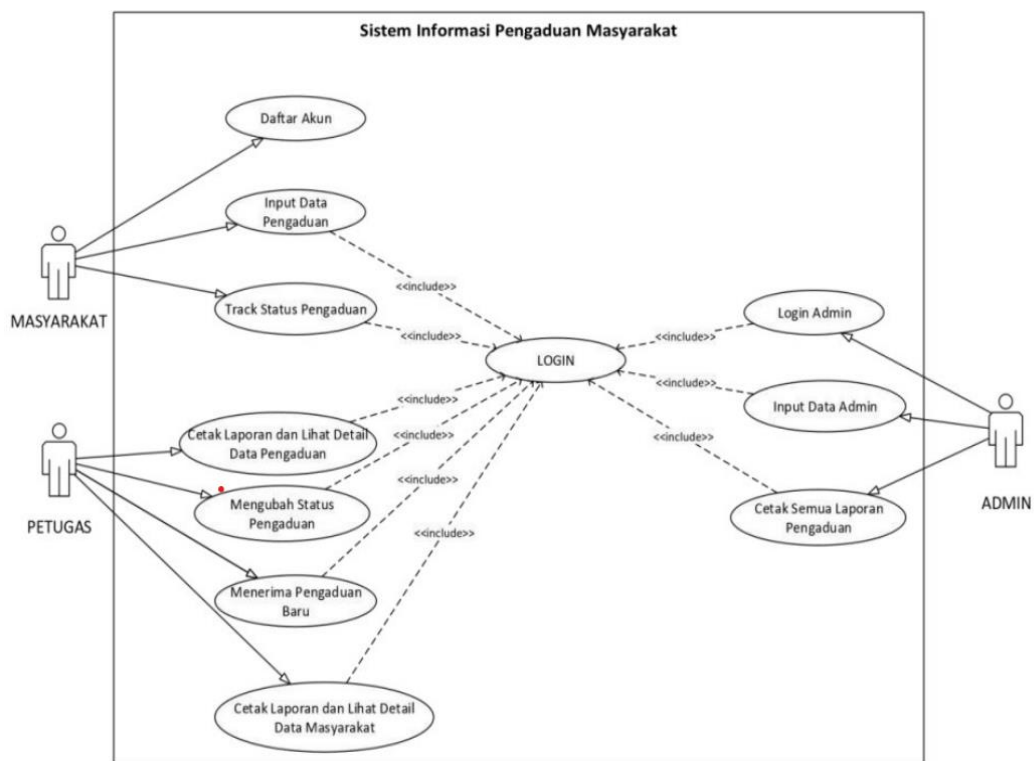 Sistem Informasi Pengaduan Masyarakat
Daftar Akun
Input Data
Pengaduan
<<include>>
MASYARAKAT
Track Status Pengaduan
<<include>>
LOGIN
<<include>>
Login Admin
<<include>>
Input Data Admin
Cetak Laporan dan Lihat Detail
Data Pengaduan
<<include>>
<<include>>
<<include>>
PETUGAS
Mengubah Status
Pengaduan
<<include>>
Cetak Semua Laporan
Pengaduan
ADMIN
<<include>>
Menerima Pengaduan
Baru
Cetak Laporan dan Lihat Detail
Data Masyarakat